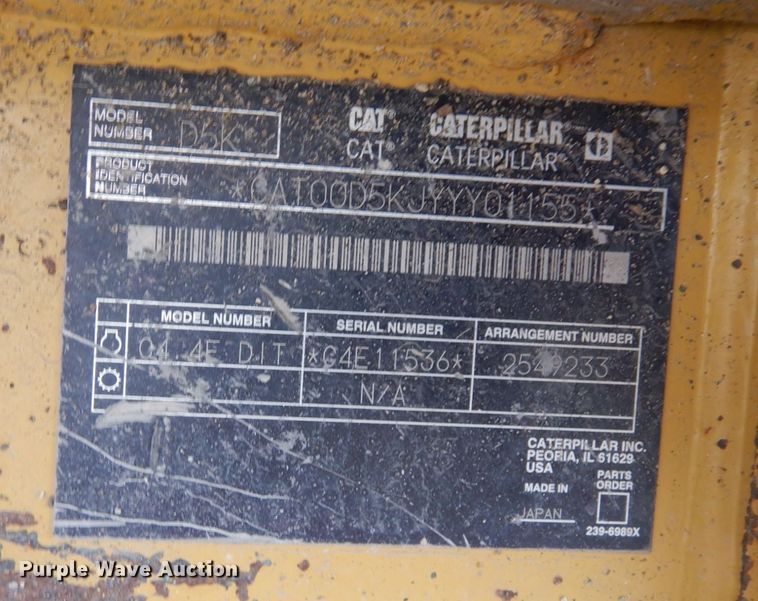 MODEL NUMBER D5K
CAT CATERPILLAR
CAT CATERPILLAR
PRODUCT IDENTIFICATION NUMBER *CAT00D5KJYYY01155*
MODEL NUMBER SERIAL NUMBER ARRANGEMENT NUMBER
C4.4E DIT *C4E11536* 2549233
N/A
CATERPILLAR INC.
PEORIA, IL 61629
USA
MADE IN JAPAN
PARTS ORDER
239-6989X
Purple Wave Auction